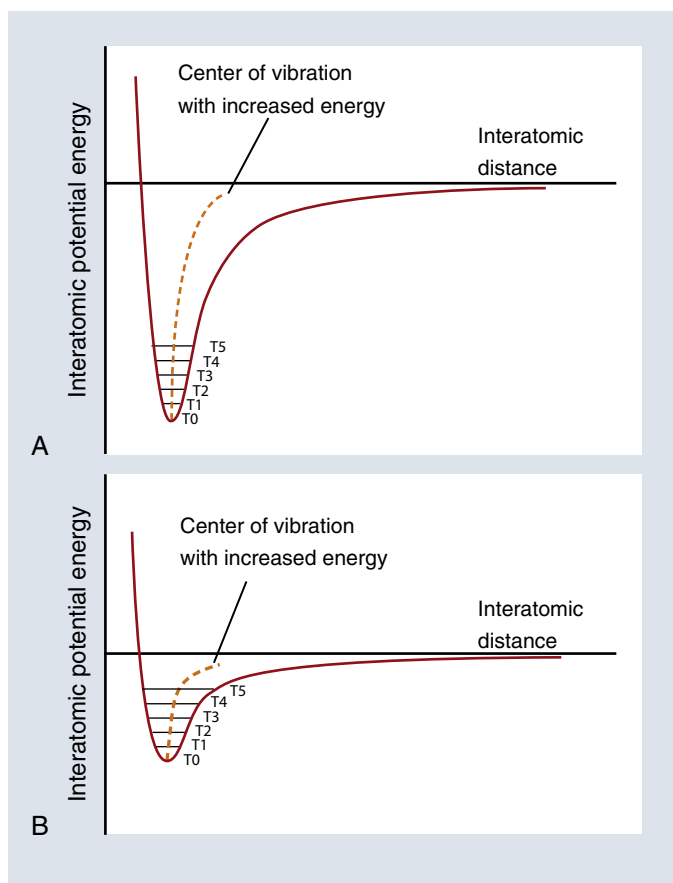 Center of vibration
with increased energy
Interatomic
distance
Interatomic potential energy
T5
T4
T3
T2
T1
T0
A
Center of vibration
with increased energy
Interatomic
distance
Interatomic potential energy
T5
T4
T3
T2
T1
T0
B